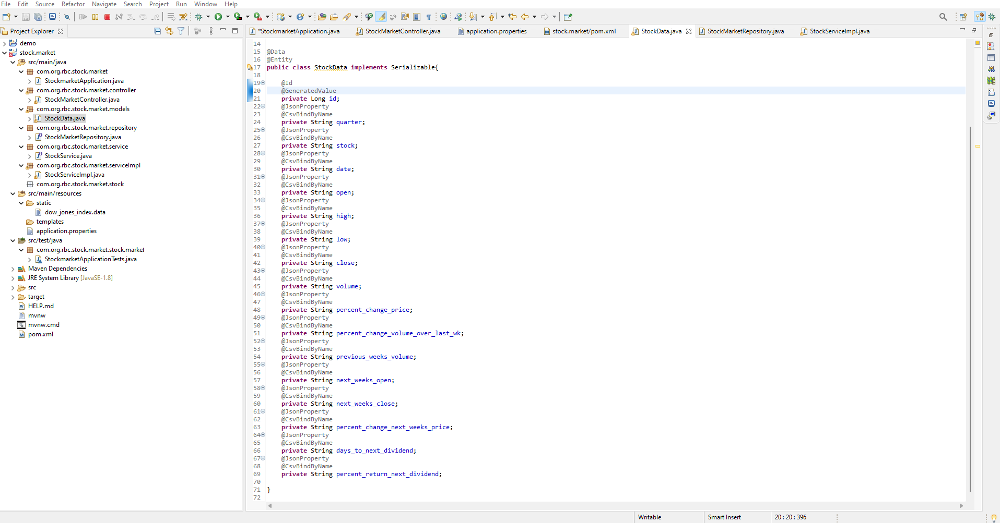 File Edit Source Refactor Navigate Search Project Run Window Help
Project Explorer
*StockmarketApplication.java StockMarketController.java application.properties stock.market/pom.xml StockData.java StockMarketRepository.java StockServiceImpl.java
demo
stock.market
src/main/java
com.org.rbc.stock.market
StockmarketApplication.java
com.org.rbc.stock.market.controller
StockMarketController.java
com.org.rbc.stock.market.models
StockData.java
com.org.rbc.stock.market.repository
StockMarketRepository.java
com.org.rbc.stock.market.service
StockService.java
com.org.rbc.stock.market.serviceImpl
StockServiceImpl.java
com.org.rbc.stock.market.stock
src/main/resources
static
dow_jones_index.data
templates
application.properties
src/test/java
com.org.rbc.stock.market.stock.market
StockmarketApplicationTests.java
Maven Dependencies
JRE System Library [JavaSE-1.8]
src
target
HELP.md
mvnw
mvnw.cmd
pom.xml
14
15 @Data
16 @Entity
17 public class StockData implements Serializable{
18
19 @Id
20 @GeneratedValue
21 private Long id;
22 @JsonProperty
23 @CsvBindByName
24 private String quarter;
25 @JsonProperty
26 @CsvBindByName
27 private String stock;
28 @JsonProperty
29 @CsvBindByName
30 private String date;
31 @JsonProperty
32 @CsvBindByName
33 private String open;
34 @JsonProperty
35 @CsvBindByName
36 private String high;
37 @JsonProperty
38 @CsvBindByName
39 private String low;
40 @JsonProperty
41 @CsvBindByName
42 private String close;
43 @JsonProperty
44 @CsvBindByName
45 private String volume;
46 @JsonProperty
47 @CsvBindByName
48 private String percent_change_price;
49 @JsonProperty
50 @CsvBindByName
51 private String percent_change_volume_over_last_wk;
52 @JsonProperty
53 @CsvBindByName
54 private String previous_weeks_volume;
55 @JsonProperty
56 @CsvBindByName
57 private String next_weeks_open;
58 @JsonProperty
59 @CsvBindByName
60 private String next_weeks_close;
61 @JsonProperty
62 @CsvBindByName
63 private String percent_change_next_weeks_price;
64 @JsonProperty
65 @CsvBindByName
66 private String days_to_next_dividend;
67 @JsonProperty
68 @CsvBindByName
69 private String percent_return_next_dividend;
70
71 }
72
Writable Smart Insert 20 : 20 : 396